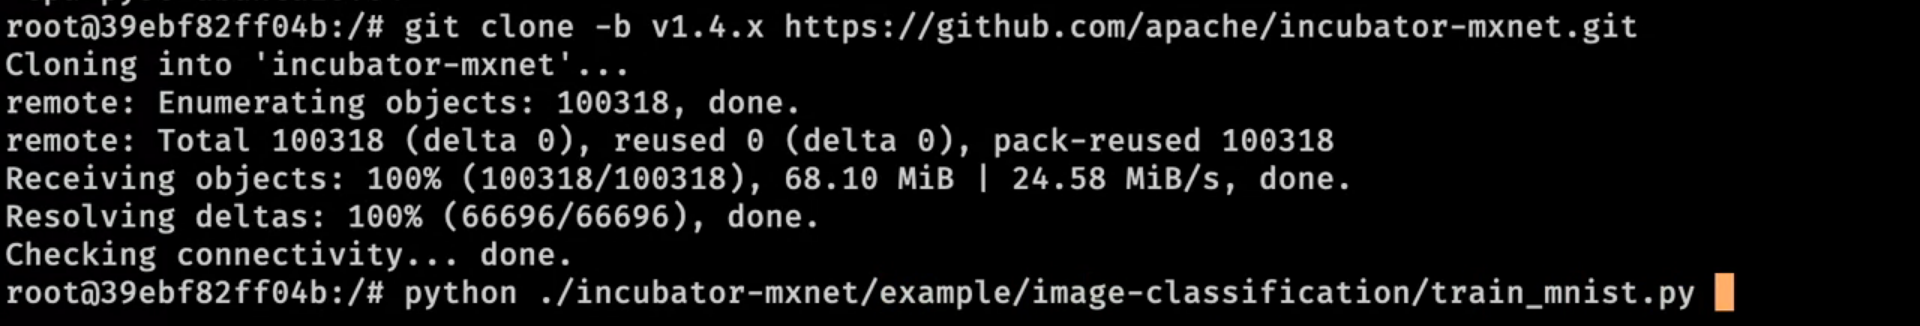 root@39ebf82ff04b:/# git clone -b v1.4.x https://github.com/apache/incubator-mxnet.git
Cloning into 'incubator-mxnet'...
remote: Enumerating objects: 100318, done.
remote: Total 100318 (delta 0), reused 0 (delta 0), pack-reused 100318
Receiving objects: 100% (100318/100318), 68.10 MiB | 24.58 MiB/s, done.
Resolving deltas: 100% (66696/66696), done.
Checking connectivity... done.
root@39ebf82ff04b:/# python ./incubator-mxnet/example/image-classification/train_mnist.py